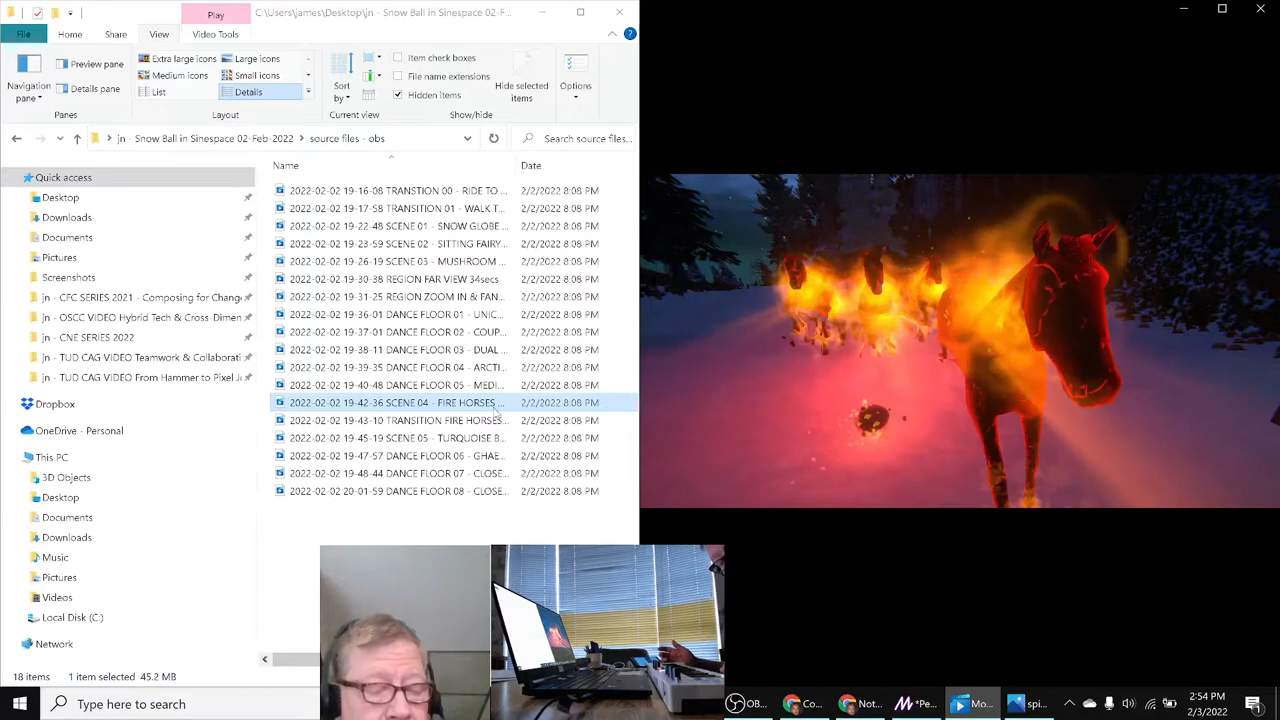 Play
C:\Users\james\Desktop\jn - Snow Ball in Sinespace 02-F...
File
Home
Share
View
Video Tools
Navigation pane
Preview pane
Details pane
Panes
Extra large icons
Large icons
Medium icons
Small icons
List
Details
Layout
Sort by
Current view
Item check boxes
File name extensions
Hidden items
Hide selected items
Show/hide
Options
jn - Snow Ball in Sinespace 02-Feb-2022 > source files - obs
Search source files...
Name
Date
2022-02-02 19-16-08 TRANSTION 00 - RIDE TO ... 2/2/2022 8:08 PM
2022-02-02 19-17-58 TRANSITION 01 - WALK T... 2/2/2022 8:08 PM
2022-02-02 19-22-48 SCENE 01 - SNOW GLOBE 2/2/2022 8:08 PM
2022-02-02 19-23-59 SCENE 02 - SITTING FAIRY... 2/2/2022 8:08 PM
2022-02-02 19-26-19 SCENE 03 - MUSHROOM ... 2/2/2022 8:08 PM
2022-02-02 19-30-38 REGION FAR VIEW 34secs 2/2/2022 8:08 PM
2022-02-02 19-31-25 REGION ZOOM IN & FAN... 2/2/2022 8:08 PM
2022-02-02 19-36-01 DANCE FLOOR 01 - UNIC... 2/2/2022 8:08 PM
2022-02-02 19-37-01 DANCE FLOOR 02 - COUP... 2/2/2022 8:08 PM
2022-02-02 19-38-11 DANCE FLOOR 03 - DUAL ... 2/2/2022 8:08 PM
2022-02-02 19-39-35 DANCE FLOOR 04 - ARCTI... 2/2/2022 8:08 PM
2022-02-02 19-40-48 DANCE FLOOR 05 - MEDI... 2/2/2022 8:08 PM
2022-02-02 19-42-36 SCENE 04 - FIRE HORSES ... 2/2/2022 8:08 PM
2022-02-02 19-43-10 TRANSITION FIRE HORSES... 2/2/2022 8:08 PM
2022-02-02 19-45-19 SCENE 05 - TURQUOISE B... 2/2/2022 8:08 PM
2022-02-02 19-47-57 DANCE FLOOR 06 - GHAE... 2/2/2022 8:08 PM
2022-02-02 19-48-44 DANCE FLOOR 07 - CLOSE... 2/2/2022 8:08 PM
2022-02-02 20-01-59 DANCE FLOOR 08 - CLOSE... 2/2/2022 8:08 PM
Quick access
Desktop
Downloads
Documents
Pictures
Screenshots
jn - CFC SERIES 2021 - Composing for Change
jn - OSCC VIDEO Hybrid Tech & Cross-Dimen
jn - CNE SERIES 2022
jn - TUD CAG VIDEO Teamwork & Collaborati
jn - TUD CAG VIDEO From Hammer to Pixel J
Dropbox
OneDrive - Personal
This PC
3D Objects
Desktop
Documents
Downloads
Music
Pictures
Videos
Local Disk (C:)
Network
18 items
1 item selected 45.2 MB
Type here to search
OB...
Co...
Not...
*Pe...
Mo...
spi...
2:54 PM
2/3/2022
1